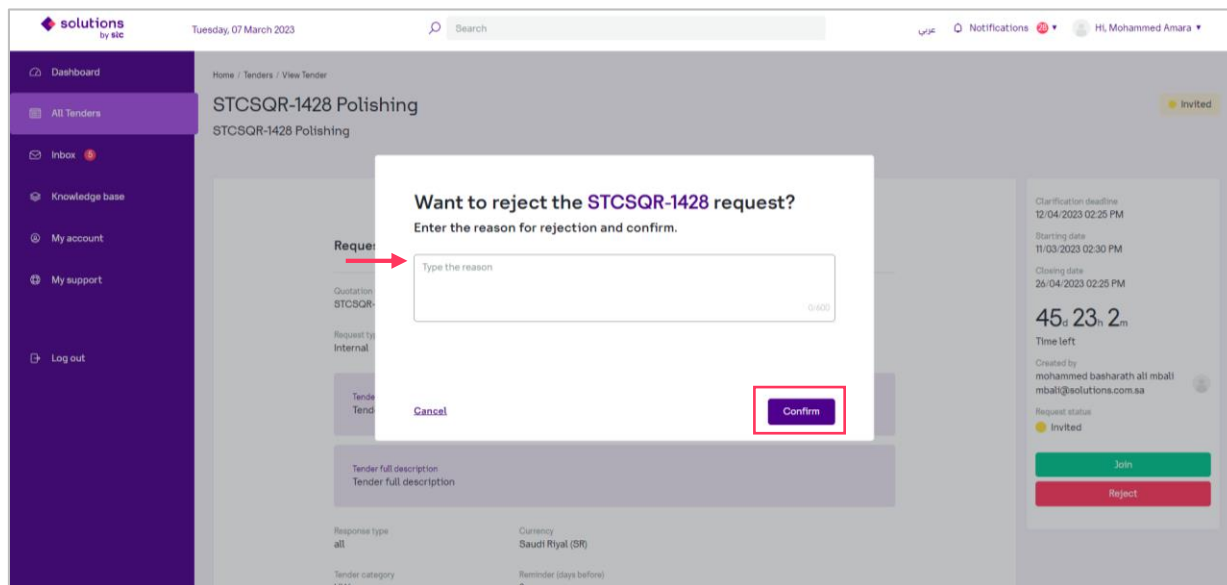 solutions
by stc
Tuesday, 07 March 2023
Search
عربي
Notifications
Hi, Mohammed Amara
Dashboard
All Tenders
Inbox 5
Knowledge base
My account
My support
Log out
Home / Tenders / View Tender
STCSQR-1428 Polishing
STCSQR-1428 Polishing
Invited
Want to reject the STCSQR-1428 request?
Enter the reason for rejection and confirm.
Type the reason
0/600
Cancel
Confirm
Reques
Quotation
STCSQR-
Request typ
Internal
Tende
Tend
Tender full description
Tender full description
Response type
all
Currency
Saudi Riyal (SR)
Tender category
Reminder (days before)
Clarification deadline
12/04/2023 02:25 PM
Starting date
11/03/2023 02:30 PM
Closing date
26/04/2023 02:25 PM
45d 23h 2m
Time left
Created by
mohammed basharath ali mbali
mbali@solutions.com.sa
Request status
Invited
Join
Reject